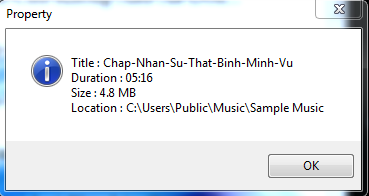 Property
Title : Chap-Nhan-Su-That-Binh-Minh-Vu
Duration : 05:16
Size : 4.8 MB
Location : C:\Users\Public\Music\Sample Music
OK